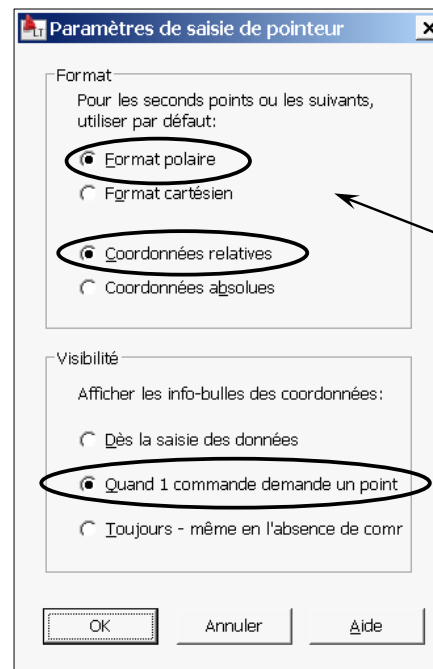 Paramètres de saisie de pointeur
Format
Pour les seconds points ou les suivants,
utiliser par défaut:
Format polaire
Format cartésien
Coordonnées relatives
Coordonnées absolues
Visibilité
Afficher les info-bulles des coordonnées:
Dès la saisie des données
Quand 1 commande demande un point
Toujours - même en l'absence de comr
OK
Annuler
Aide